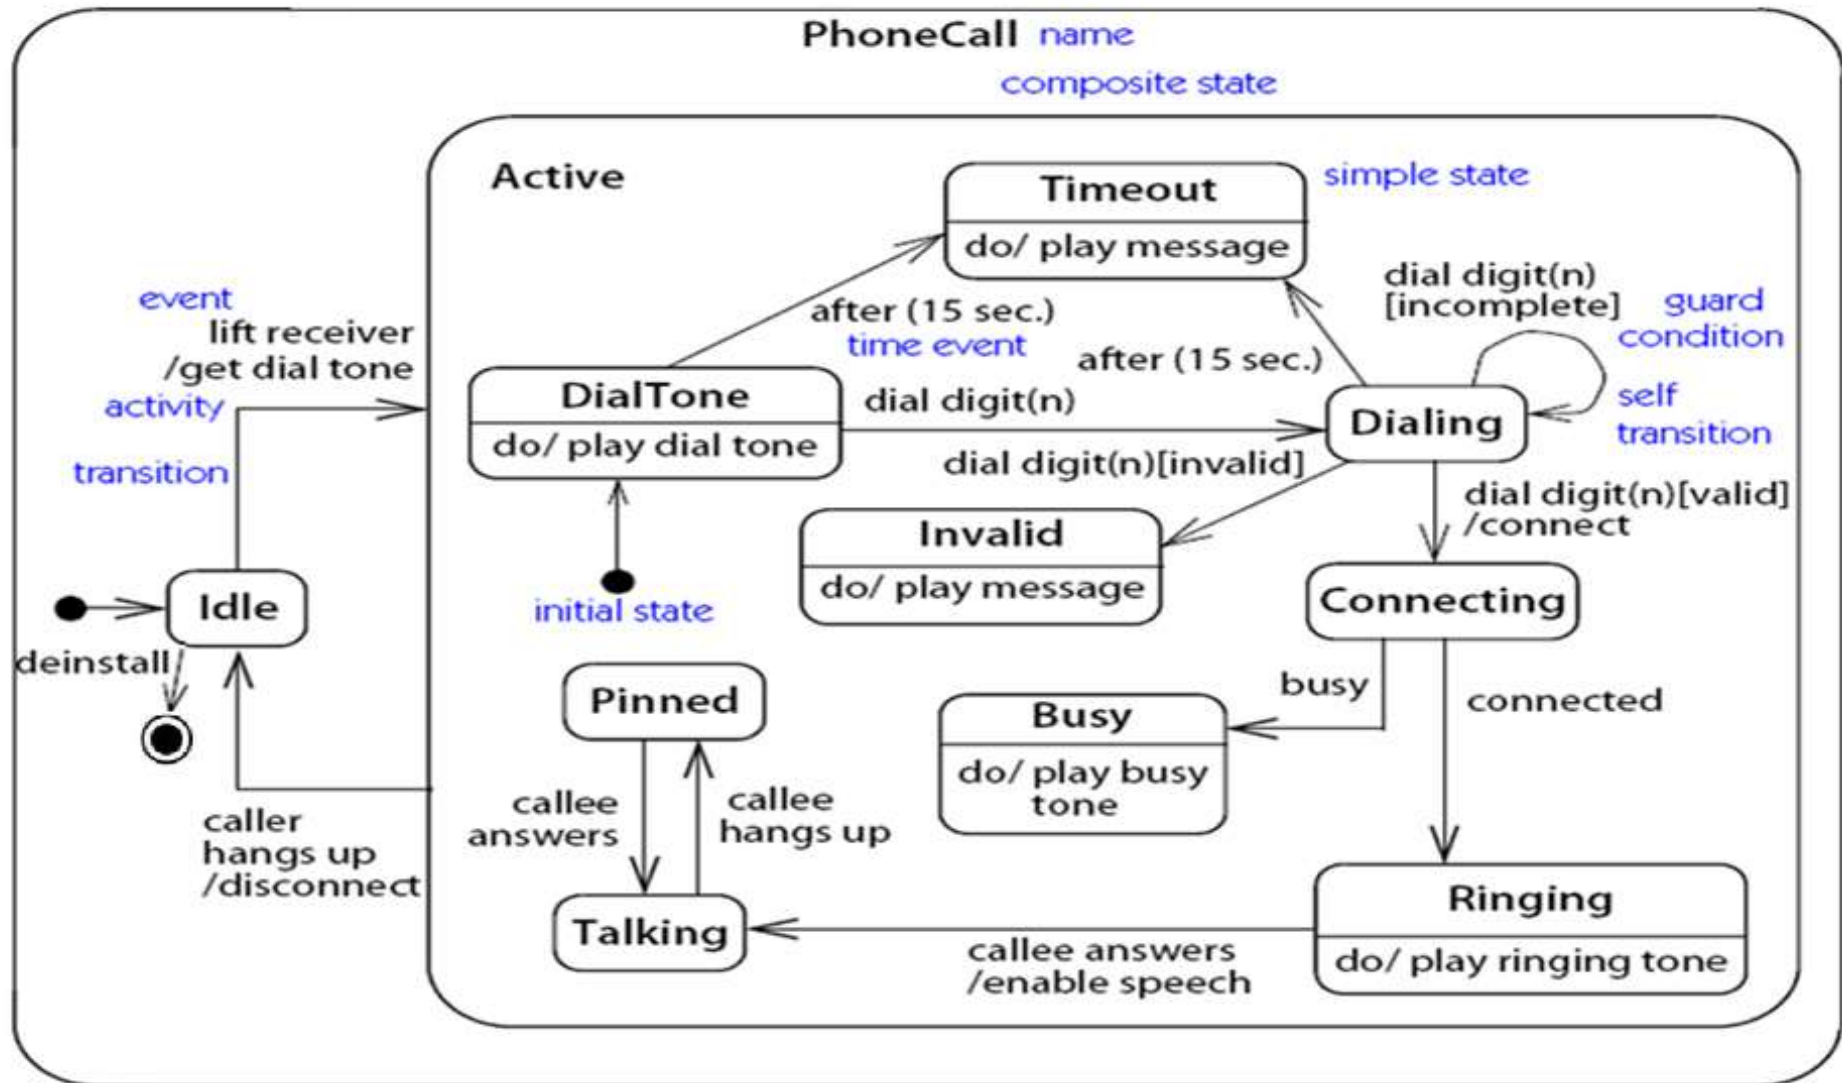 PhoneCall name
composite state
Active
Timeout
do/ play message
simple state
event
lift receiver
/get dial tone
activity
transition
after (15 sec.)
time event
after (15 sec.)
dial digit(n)
[incomplete]
guard
condition
self
transition
DialTone
do/ play dial tone
dial digit(n)
Dialing
dial digit(n)[invalid]
dial digit(n)[valid]
/connect
Invalid
do/ play message
initial state
Idle
deinstall
Connecting
Pinned
busy
connected
Busy
do/ play busy
tone
callee
answers
callee
hangs up
caller
hangs up
/disconnect
Talking
callee answers
/enable speech
Ringing
do/ play ringing tone